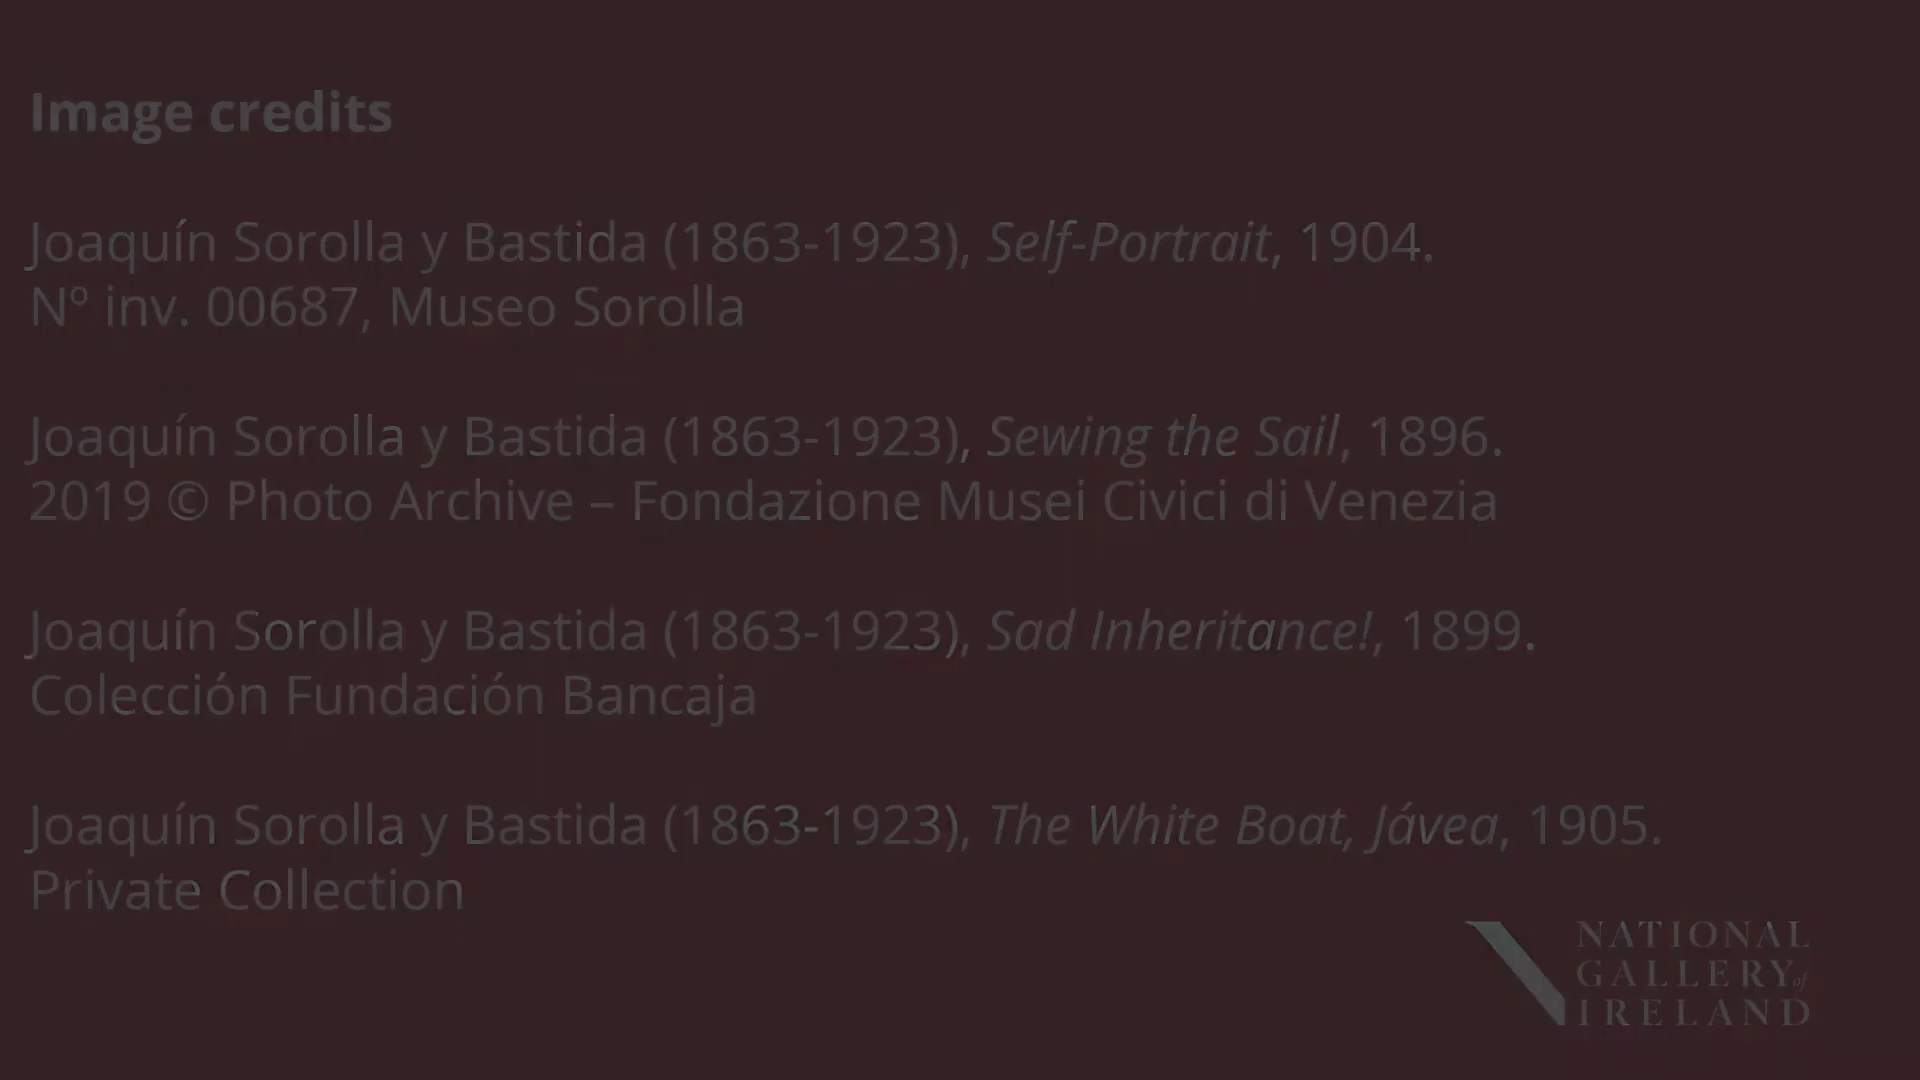 Image credits
Joaquín Sorolla y Bastida (1863-1923), Self-Portrait, 1904.
Nº inv. 00687, Museo Sorolla
Joaquín Sorolla y Bastida (1863-1923), Sewing the Sail, 1896.
2019 © Photo Archive – Fondazione Musei Civici di Venezia
Joaquín Sorolla y Bastida (1863-1923), Sad Inheritance!, 1899.
Colección Fundación Bancaja
Joaquín Sorolla y Bastida (1863-1923), The White Boat, Jávea, 1905.
Private Collection
NATIONAL
GALLERY of
IRELAND